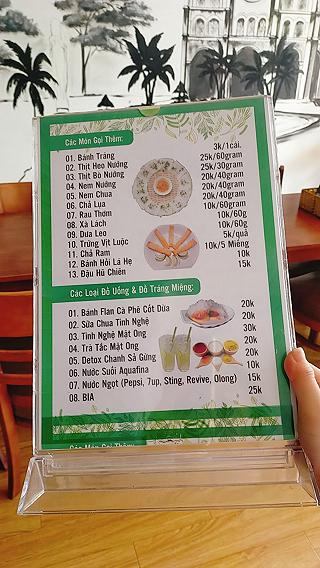 Các Món Gọi Thêm:
01. Bánh Tráng 3k/1cái.
02. Thịt Heo Nướng 25k/60gram
03. Thịt Bò Nướng 25k/30gram
04. Nem Nướng 20k/40gram
05. Nem Chua 20k/40gram
06. Chả Lụa 20k/40gram
07. Rau Thơm 10k/60gram
08. Xà Lách 10k/60g
09. Dưa Leo 10k/60g
10. Trứng Vịt Luộc 5k/quả
11. Chả Ram 10k/5 Miếng
12. Bánh Hỏi Lá Hẹ 10k
13. Đậu Hũ Chiên 15k
Các Loại Đồ Uống & Đồ Tráng Miệng:
01. Bánh Flan Cà Phê Cốt Dừa 20k
02. Sữa Chua Tinh Nghệ 20k
03. Tinh Nghệ Mật Ong 30k
04. Trà Tắc Mật Ong 20k
05. Detox Chanh Sả Gừng 20k
06. Nước Suối Aquafina 10k
07. Nước Ngọt (Pepsi, 7up, Sting, Revive, Olong) 15k
08. BIA 25k
Các Món Gọi Thêm: